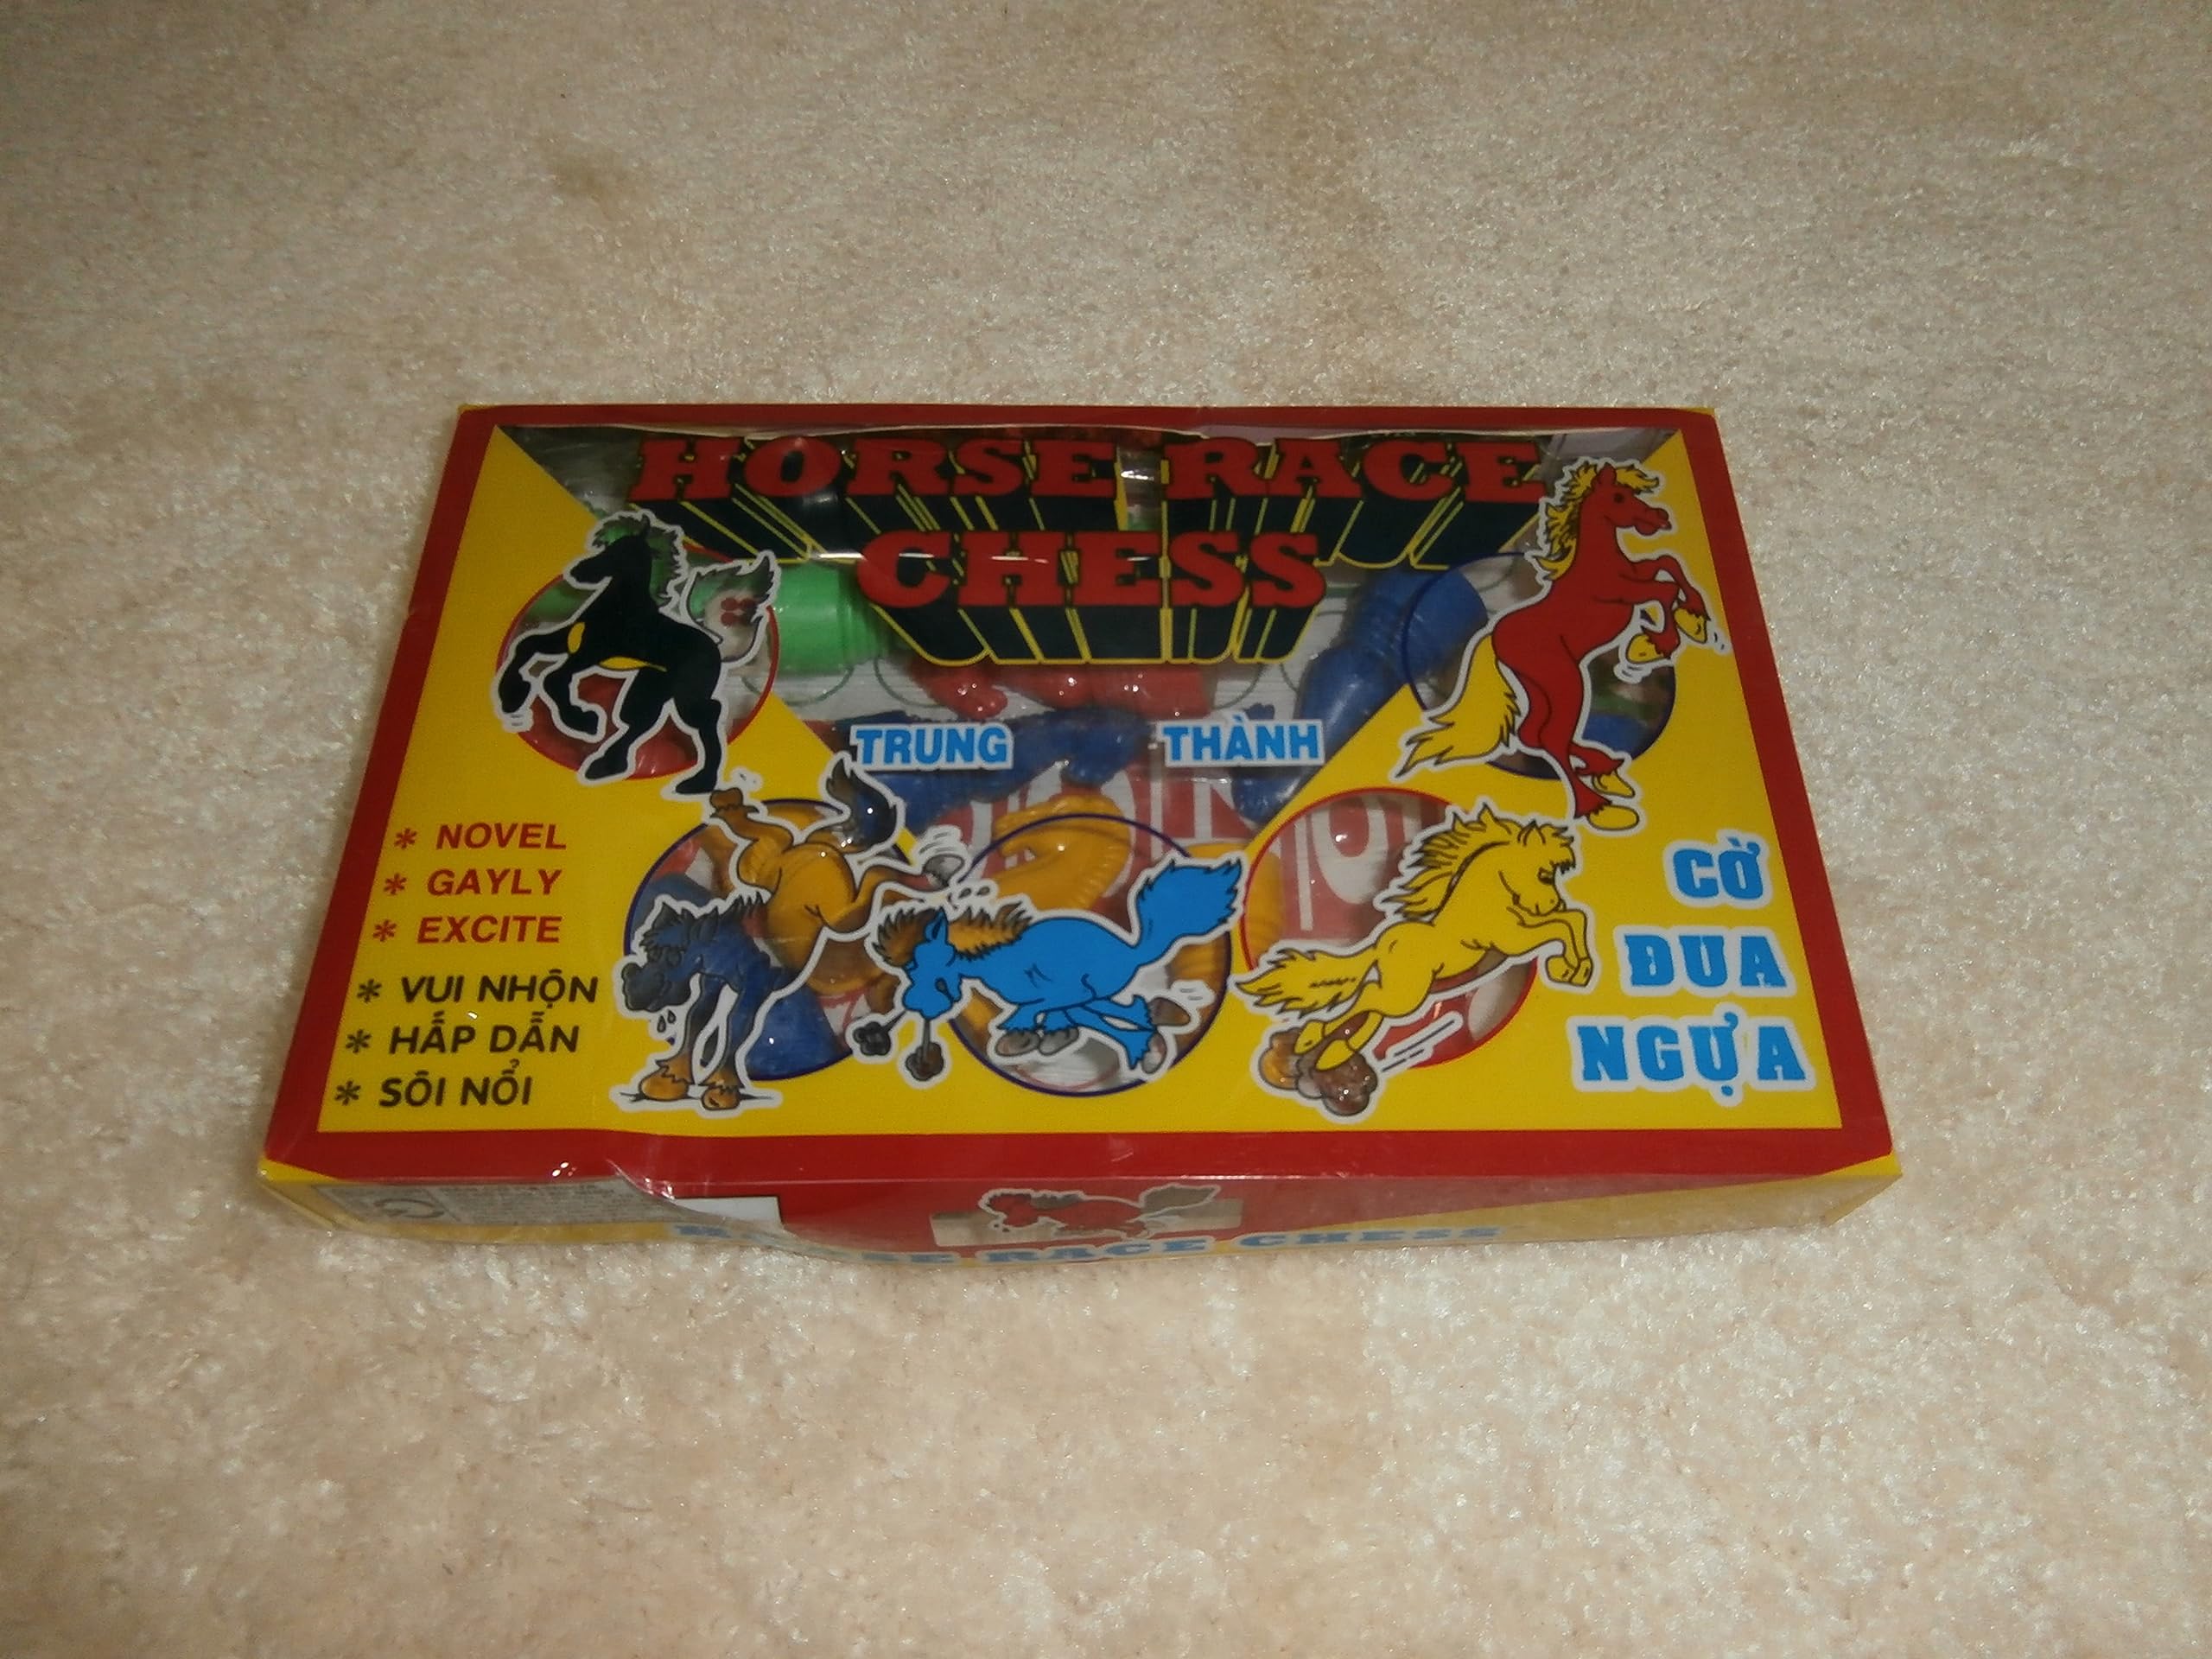 HORSE RACE
CHESS
TRUNG THÀNH
* NOVEL
* GAYLY
* EXCITE
* VUI NHỘN
* HẤP DẪN
* SÔI NỔI
CỜ
ĐUA
NGỰA
HORSE RACE CHESS